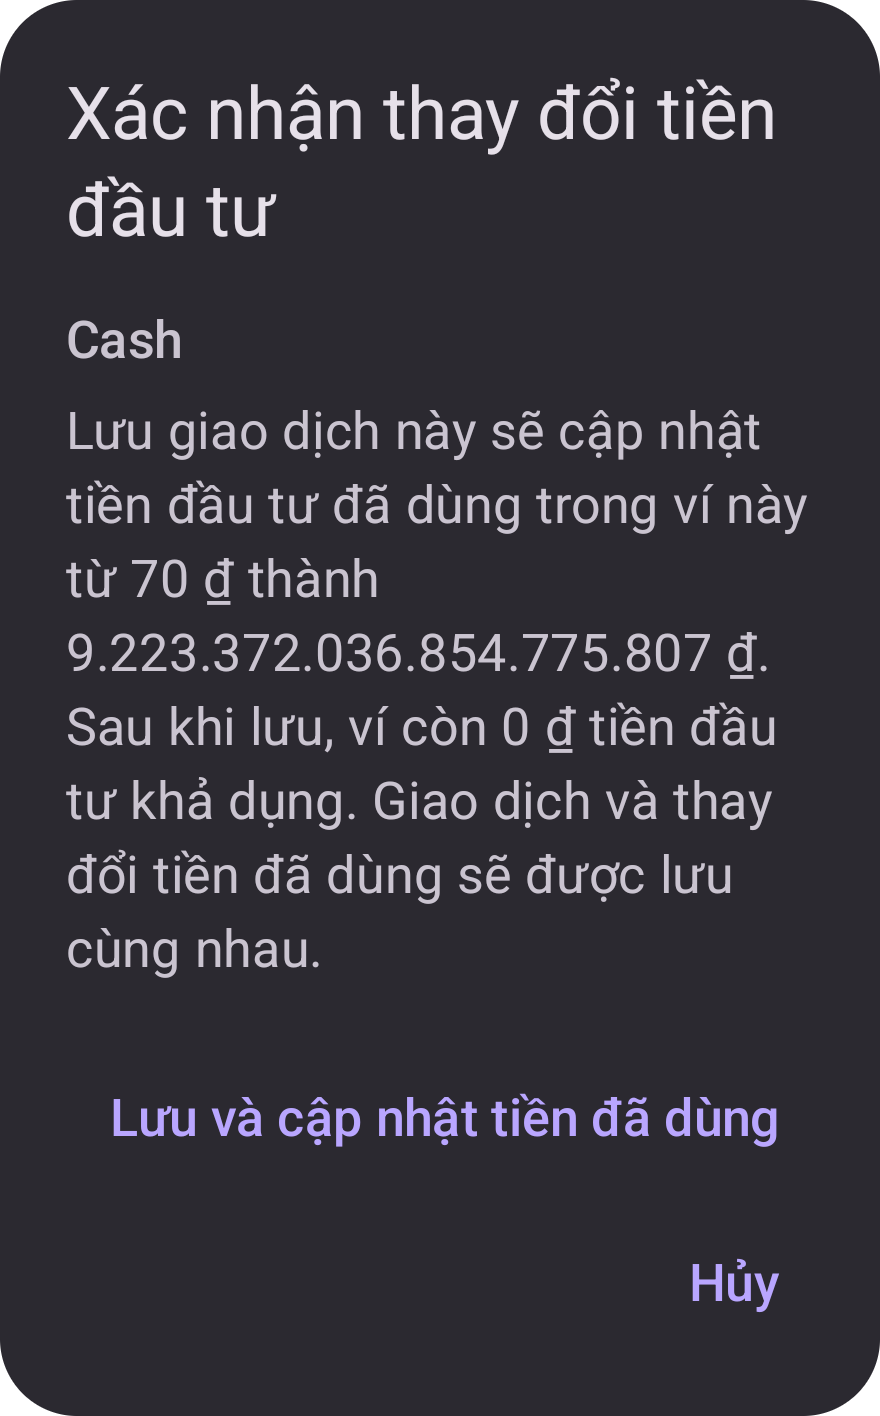 Xác nhận thay đổi tiền
đầu tư
Cash
Lưu giao dịch này sẽ cập nhật
tiền đầu tư đã dùng trong ví này
từ 70 ₫ thành
9.223.372.036.854.775.807 ₫.
Sau khi lưu, ví còn 0 ₫ tiền đầu
tư khả dụng. Giao dịch và thay
đổi tiền đã dùng sẽ được lưu
cùng nhau.
Lưu và cập nhật tiền đã dùng
Hủy